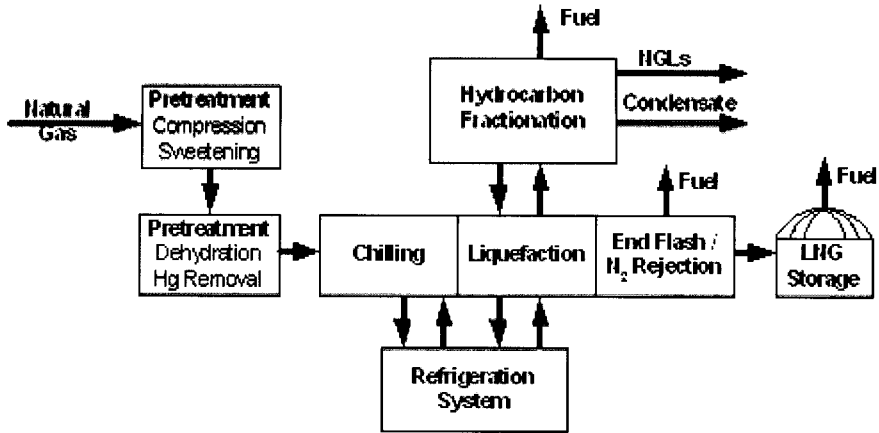 Fuel
NGLs
Hydrocarbon
Fractionation
Condensate
Natural
Gas
Pretreatment
Compression
Sweetening
Fuel
Fuel
Pretreatment
Dehydration
Hg Removal
Chilling
Liquefaction
End Flash /
N₂ Rejection
LNG
Storage
Refrigeration
System